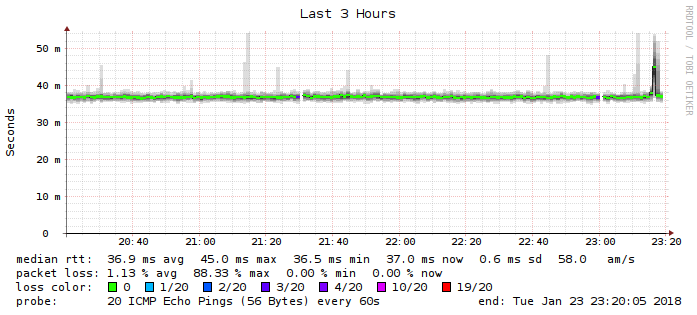 Last 3 Hours
RRDTOOL / TOBI OETIKER
Seconds
50 m
40 m
30 m
20 m
10 m
0
20:40 21:00 21:20 21:40 22:00 22:20 22:40 23:00 23:20
median rtt: 36.9 ms avg 45.0 ms max 36.5 ms min 37.0 ms now 0.6 ms sd 58.0 am/s
packet loss: 1.13 % avg 88.33 % max 0.00 % min 0.00 % now
loss color: 0 1/20 2/20 3/20 4/20 10/20 19/20
probe: 20 ICMP Echo Pings (56 Bytes) every 60s end: Tue Jan 23 23:20:05 2018